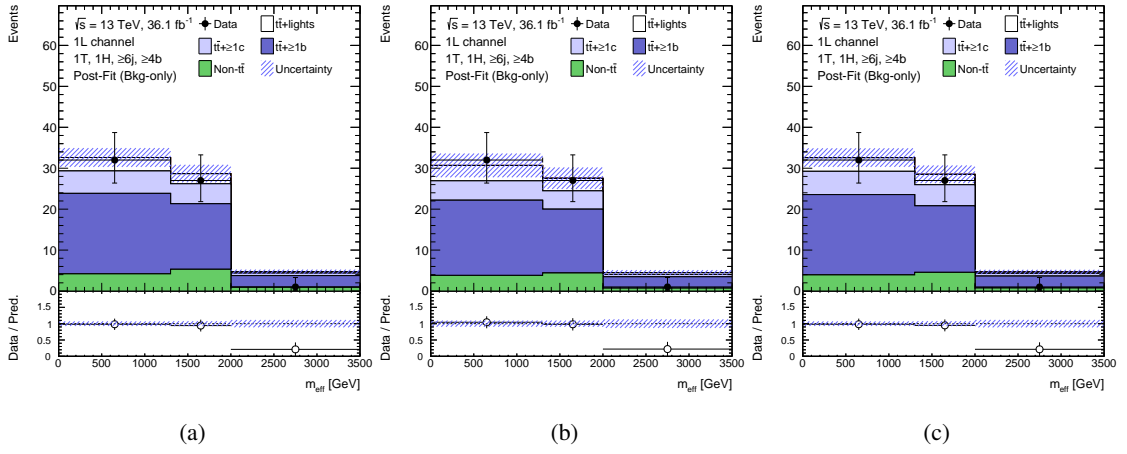 Events
√s = 13 TeV, 36.1 fb⁻¹
1L channel
1T, 1H, ≥6j, ≥4b
Post-Fit (Bkg-only)
Data
tt̄+lights
tt̄+≥1c
tt̄+≥1b
Non-tt̄
Uncertainty
60
50
40
30
20
10
0
Data / Pred.
1.5
1
0.5
0
0 500 1000 1500 2000 2500 3000 3500
m_eff [GeV]
(a)
Events
√s = 13 TeV, 36.1 fb⁻¹
1L channel
1T, 1H, ≥6j, ≥4b
Post-Fit (Bkg-only)
Data
tt̄+lights
tt̄+≥1c
tt̄+≥1b
Non-tt̄
Uncertainty
60
50
40
30
20
10
0
Data / Pred.
1.5
1
0.5
0
0 500 1000 1500 2000 2500 3000 3500
m_eff [GeV]
(b)
Events
√s = 13 TeV, 36.1 fb⁻¹
1L channel
1T, 1H, ≥6j, ≥4b
Post-Fit (Bkg-only)
Data
tt̄+lights
tt̄+≥1c
tt̄+≥1b
Non-tt̄
Uncertainty
60
50
40
30
20
10
0
Data / Pred.
1.5
1
0.5
0
0 500 1000 1500 2000 2500 3000 3500
m_eff [GeV]
(c)